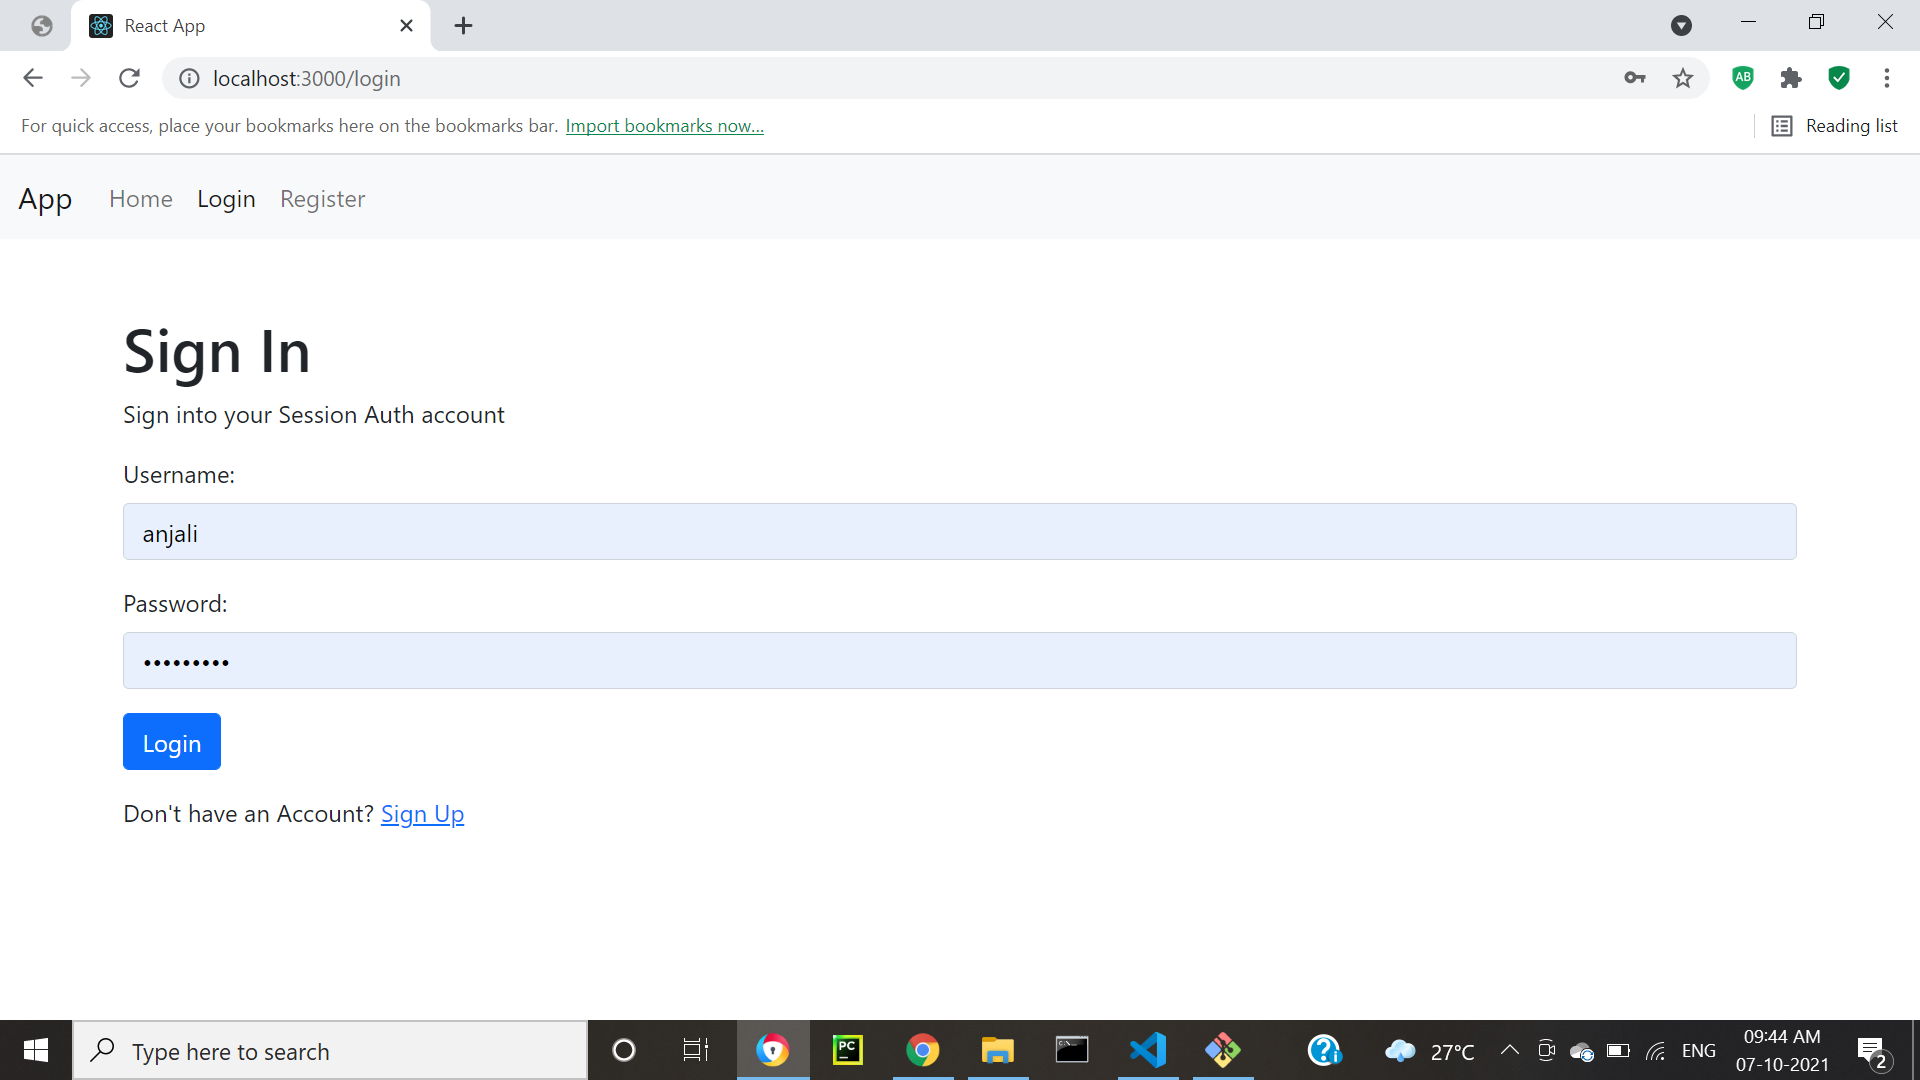 React App
localhost:3000/login
AB
For quick access, place your bookmarks here on the bookmarks bar. Import bookmarks now...
Reading list
App Home Login Register
Sign In
Sign into your Session Auth account
Username:
anjali
Password:
•••••••••
Login
Don't have an Account? Sign Up
Type here to search
PC
27°C
ENG
09:44 AM
07-10-2021
2